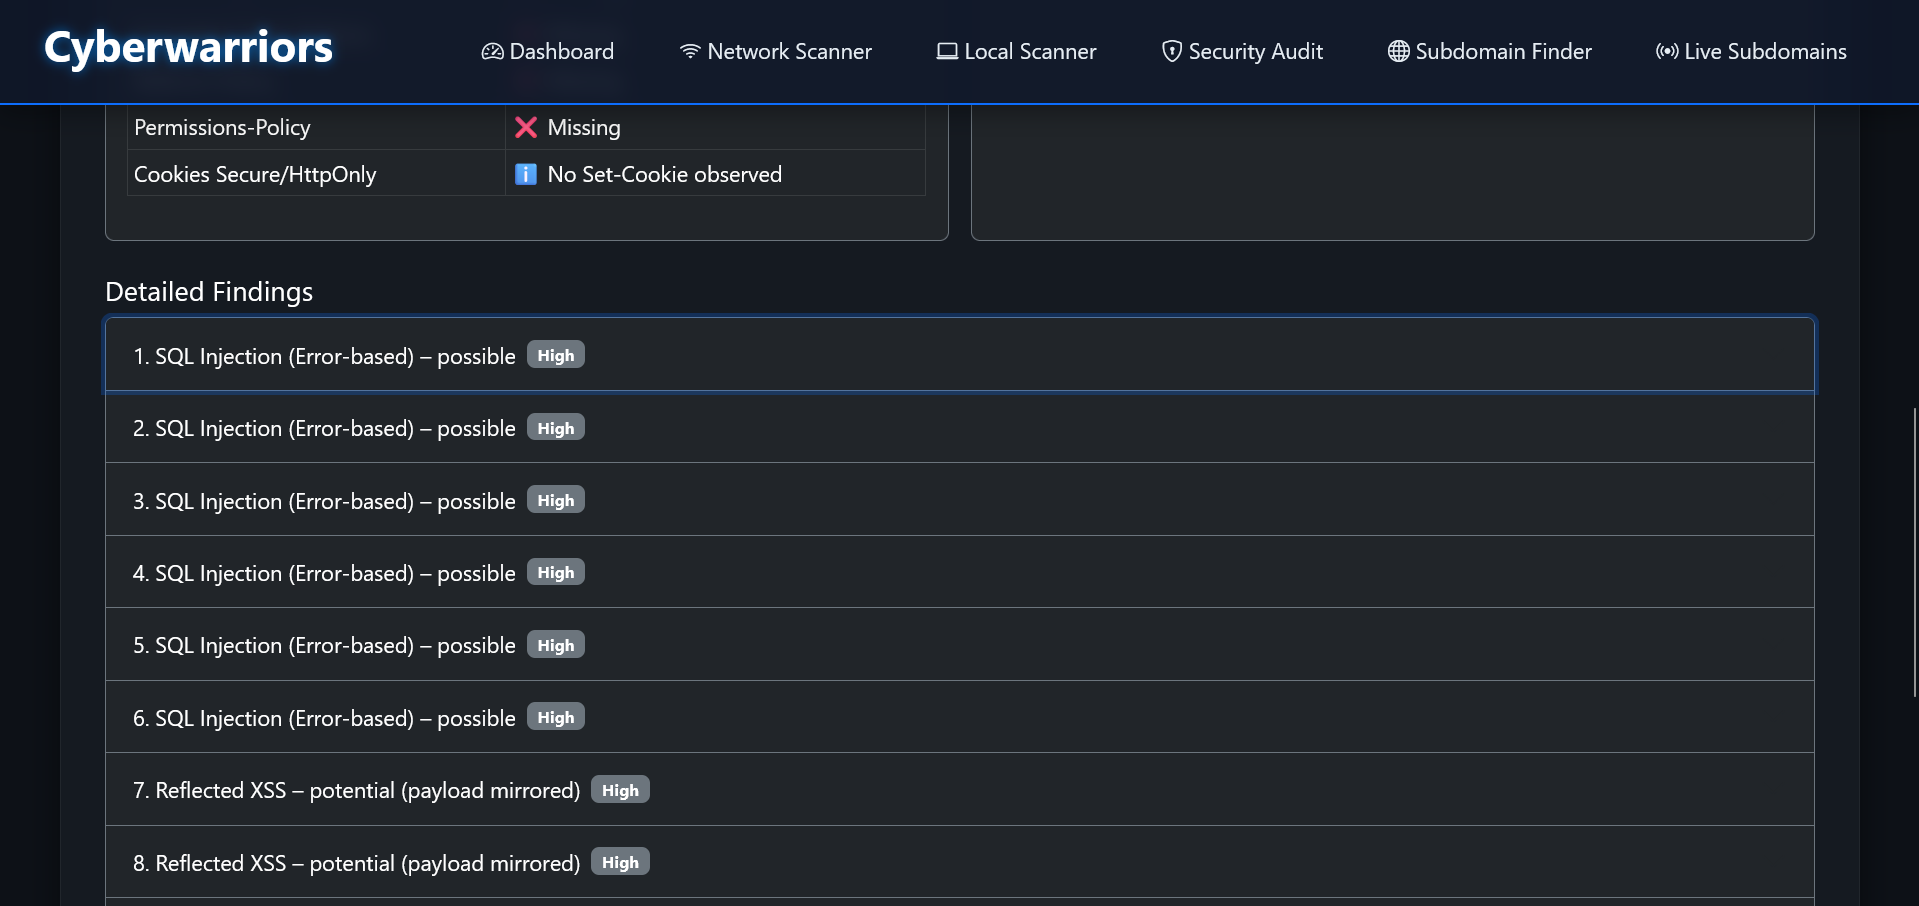 Cyberwarriors
Dashboard
Network Scanner
Local Scanner
Security Audit
Subdomain Finder
Live Subdomains
Permissions-Policy ❌ Missing
Cookies Secure/HttpOnly ℹ️ No Set-Cookie observed
Detailed Findings
1. SQL Injection (Error-based) – possible High
2. SQL Injection (Error-based) – possible High
3. SQL Injection (Error-based) – possible High
4. SQL Injection (Error-based) – possible High
5. SQL Injection (Error-based) – possible High
6. SQL Injection (Error-based) – possible High
7. Reflected XSS – potential (payload mirrored) High
8. Reflected XSS – potential (payload mirrored) High